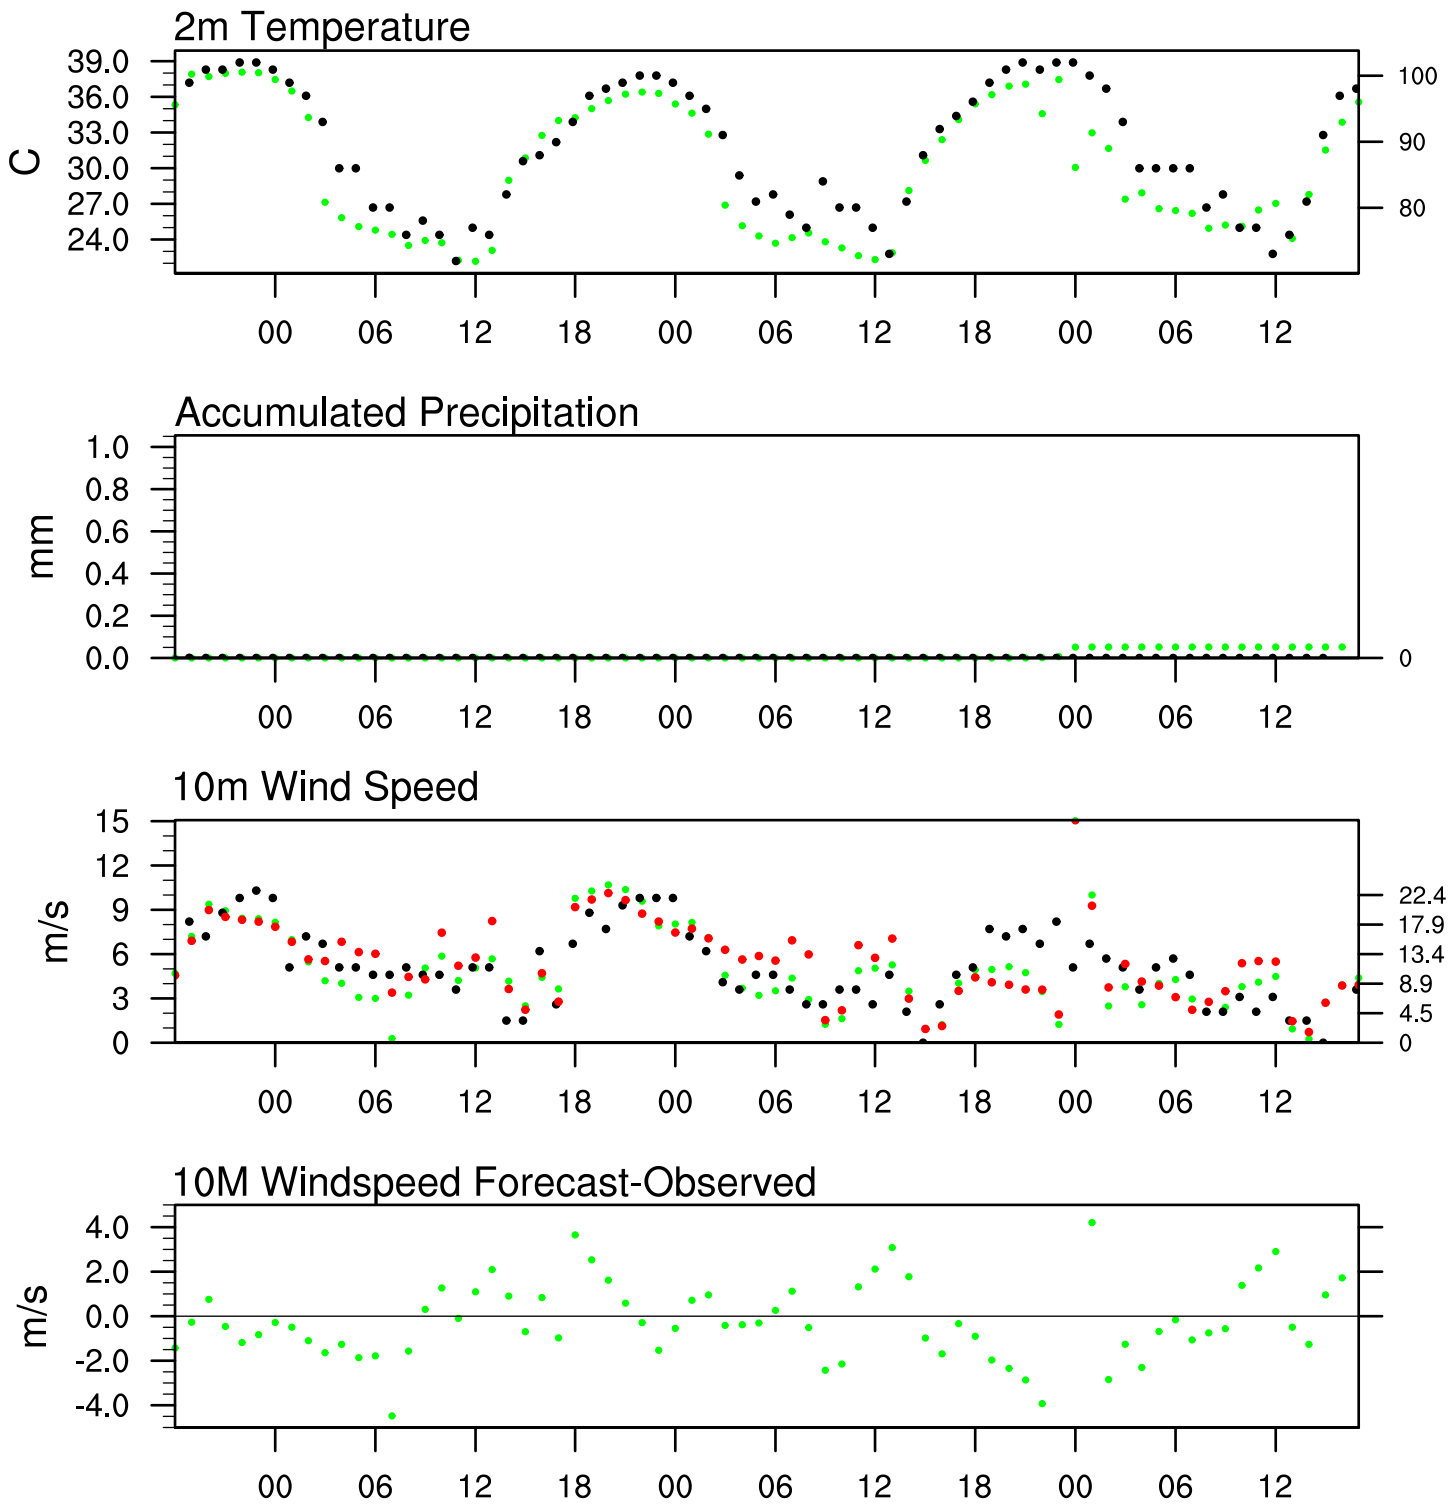 2m Temperature
39.0
36.0
33.0
30.0
27.0
24.0
C
100
90
80
00 06 12 18 00 06 12 18 00 06 12
Accumulated Precipitation
1.0
0.8
0.6
0.4
0.2
0.0
mm
0
00 06 12 18 00 06 12 18 00 06 12
10m Wind Speed
15
12
9
6
3
0
m/s
22.4
17.9
13.4
8.9
4.5
0
00 06 12 18 00 06 12 18 00 06 12
10M Windspeed Forecast-Observed
4.0
2.0
0.0
-2.0
-4.0
m/s
00 06 12 18 00 06 12 18 00 06 12